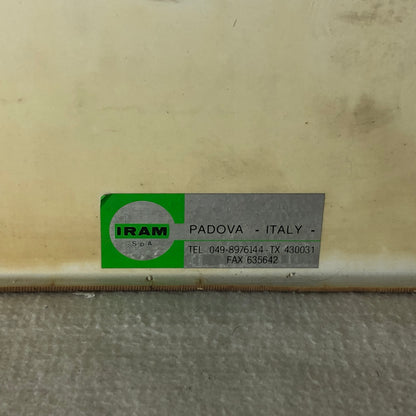 IRAM
S p A
PADOVA - ITALY -
TEL. 049-8976144 - TX 430031
FAX 635642